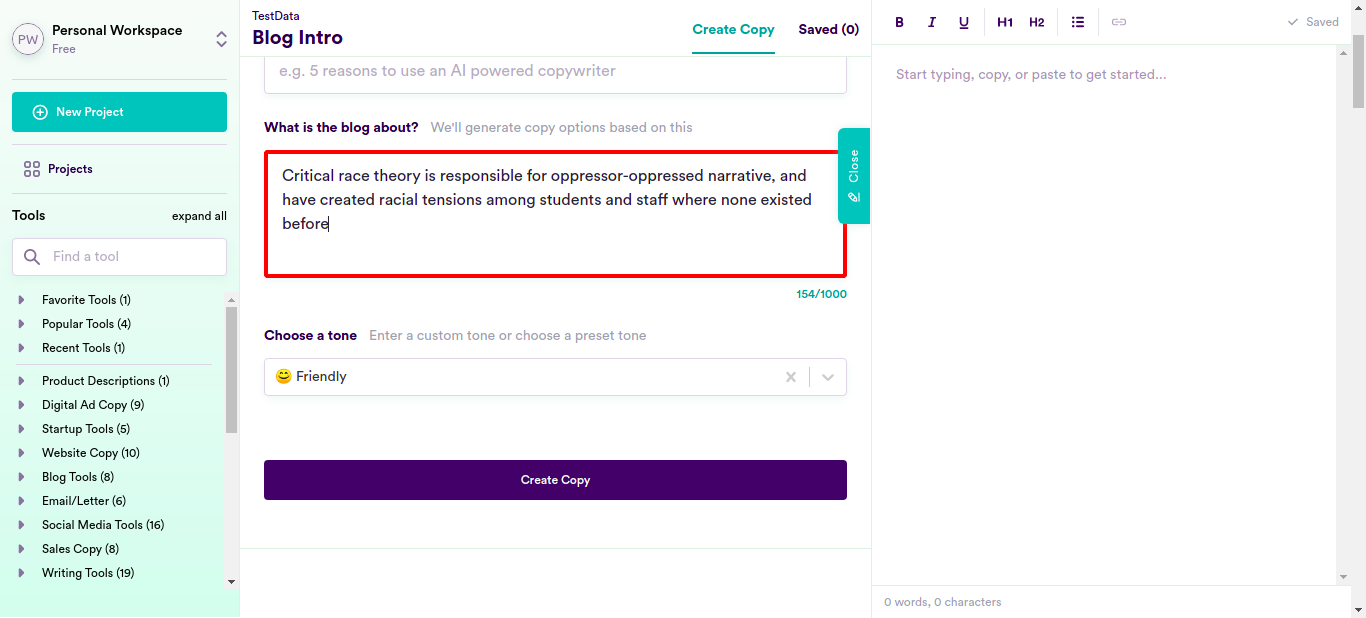 PW
Personal Workspace
Free
New Project
Projects
Tools
expand all
Find a tool
Favorite Tools (1)
Popular Tools (4)
Recent Tools (1)
Product Descriptions (1)
Digital Ad Copy (9)
Startup Tools (5)
Website Copy (10)
Blog Tools (8)
Email/Letter (6)
Social Media Tools (16)
Sales Copy (8)
Writing Tools (19)
TestData
Blog Intro
Create Copy
Saved (0)
e.g. 5 reasons to use an AI powered copywriter
What is the blog about? We'll generate copy options based on this
Critical race theory is responsible for oppressor-oppressed narrative, and
have created racial tensions among students and staff where none existed
before
154/1000
Close
Choose a tone Enter a custom tone or choose a preset tone
😊 Friendly
Create Copy
B I U H1 H2
Saved
Start typing, copy, or paste to get started...
0 words, 0 characters